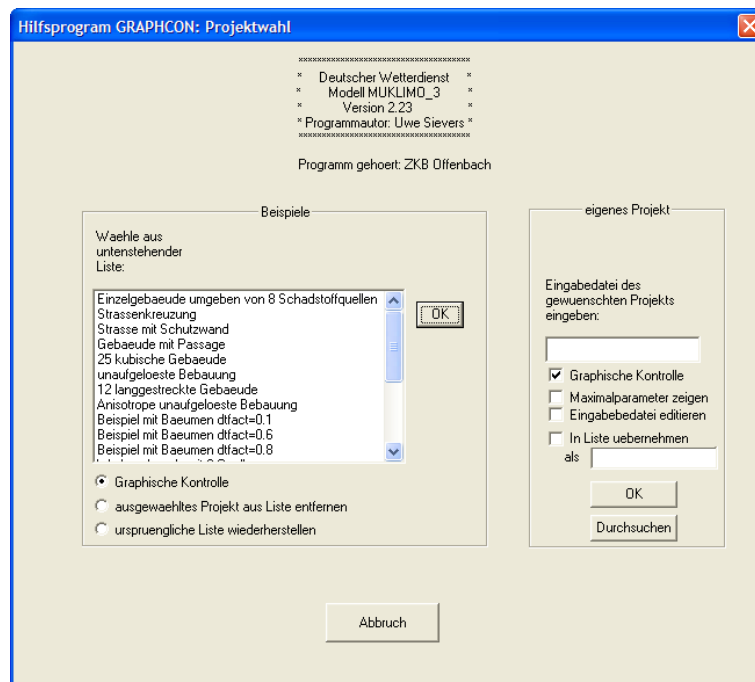 Hilfsprogram GRAPHCON: Projektwahl
************************************
* Deutscher Wetterdienst *
* Modell MUKLIMO_3 *
* Version 2.23 *
* Programmautor: Uwe Sievers *
************************************
Programm gehoert: ZKB Offenbach
Beispiele
Waehle aus
untenstehender
Liste:
Einzelgebaeude umgeben von 8 Schadstoffquellen
Strassenkreuzung
Strasse mit Schutzwand
Gebaeude mit Passage
25 kubische Gebaeude
unaufgeloeste Bebauung
12 langgestreckte Gebaeude
Anisotrope unaufgeloeste Bebauung
Beispiel mit Baeumen dtfact=0.1
Beispiel mit Baeumen dtfact=0.6
Beispiel mit Baeumen dtfact=0.8
OK
Graphische Kontrolle
ausgewaehltes Projekt aus Liste entfernen
urspruengliche Liste wiederherstellen
eigenes Projekt
Eingabedatei des
gewuenschten Projekts
eingeben:
Graphische Kontrolle
Maximalparameter zeigen
Eingabebedatei editieren
In Liste uebernehmen
als
OK
Durchsuchen
Abbruch